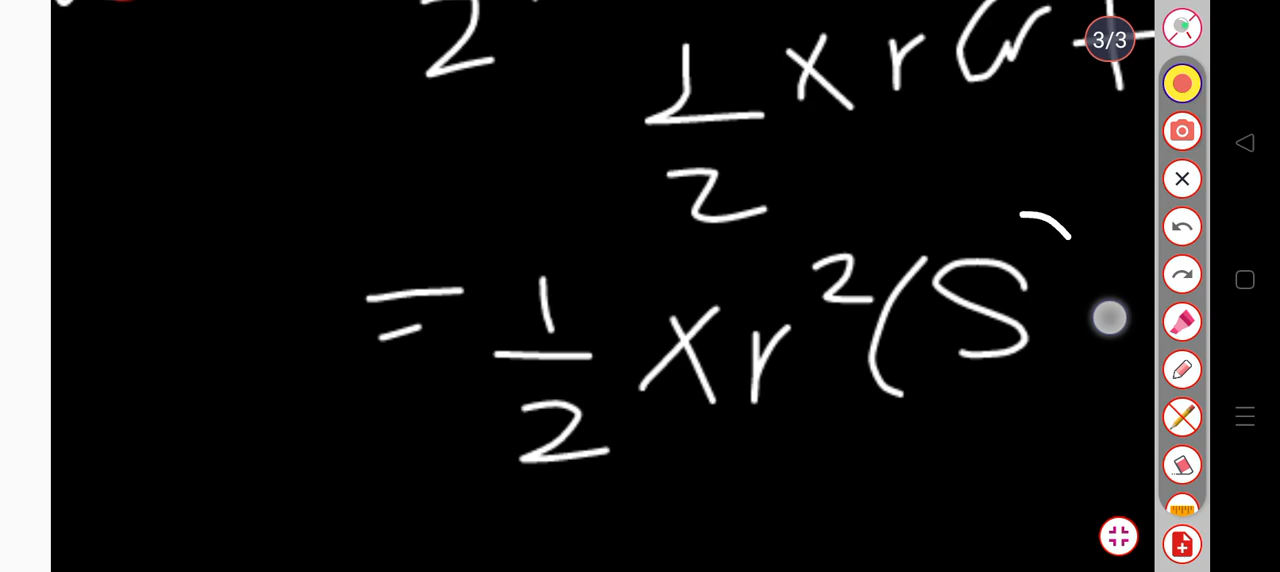 2
1/2 × r
3/3
= 1/2 × r²(S